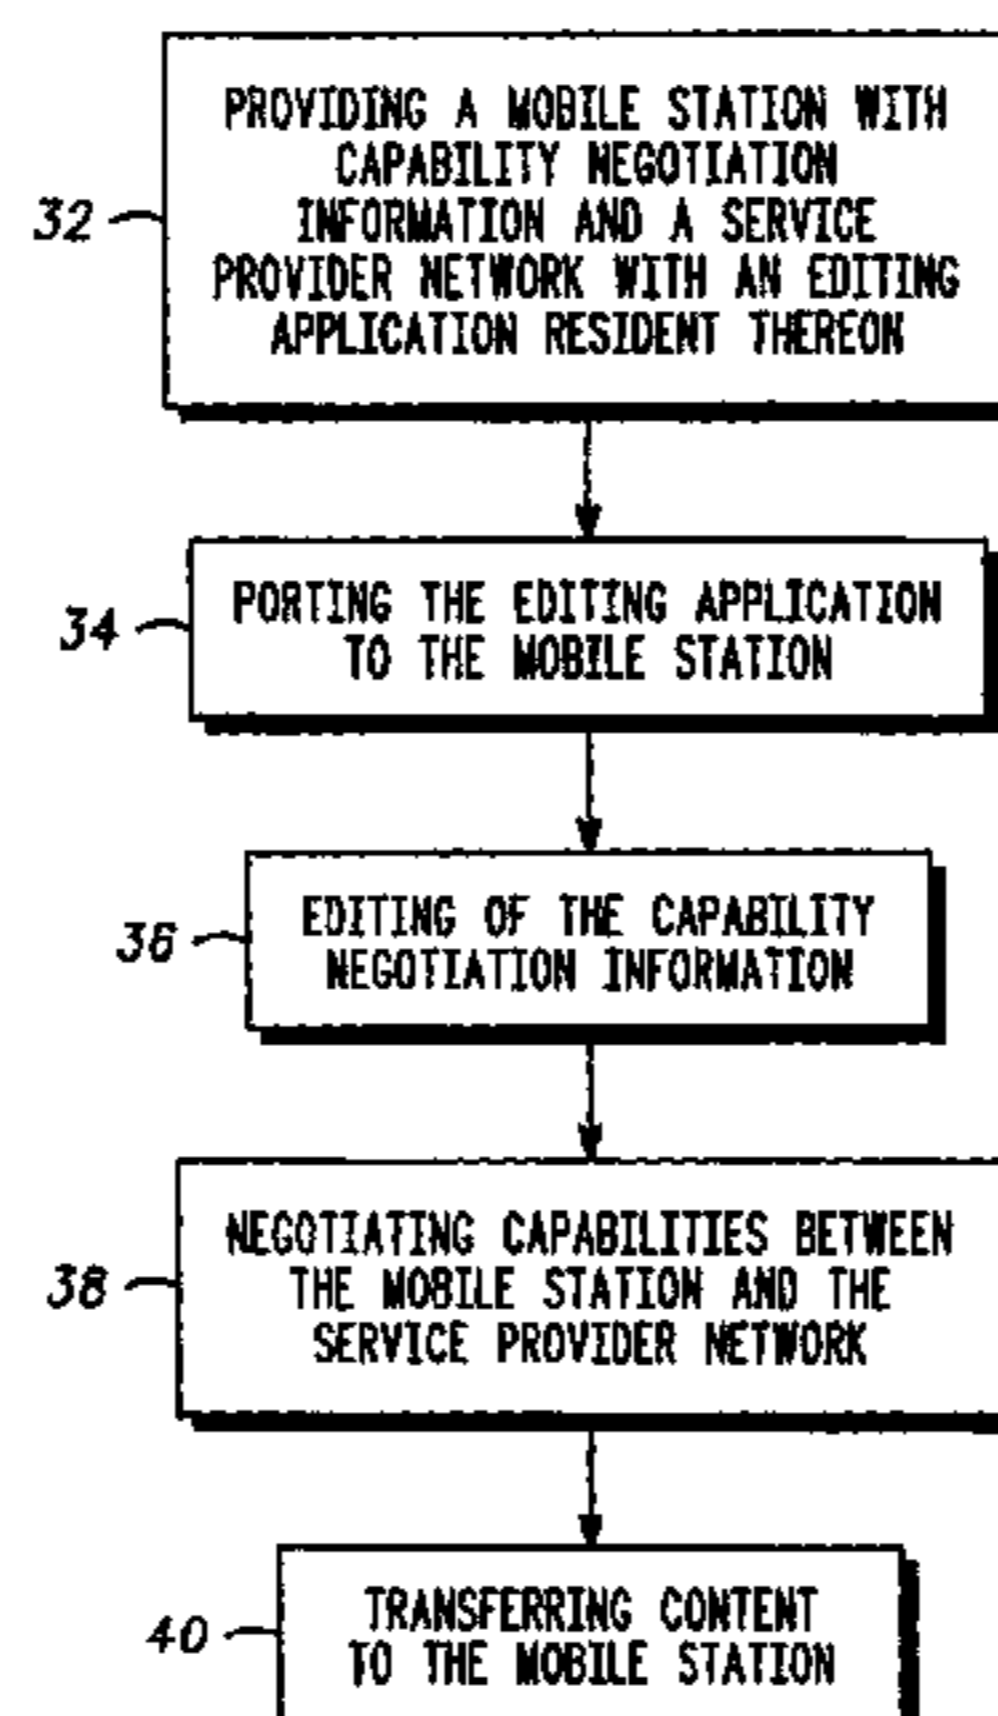 PROVIDING A MOBILE STATION WITH
CAPABILITY NEGOTIATION
32
INFORMATION AND A SERVICE
PROVIDER NETWORK WITH AN EDITING
APPLICATION RESIDENT THEREON
PORTING THE EDITING APPLICATION
34
TO THE MOBILE STATION
EDITING OF THE CAPABILITY
36
NEGOTIATION INFORMATION
NEGOTIATING CAPABILITIES BETWEEN
38
THE MOBILE STATION AND THE
SERVICE PROVIDER NETWORK
TRANSFERRING CONTENT
40
TO THE MOBILE STATION